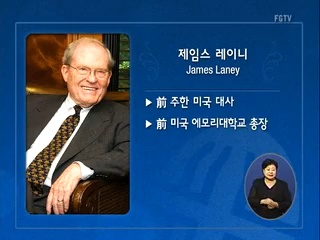 FGTV
제임스 레이니
James Laney
▶ 前 주한 미국 대사
▶ 前 미국 에모리대학교 총장